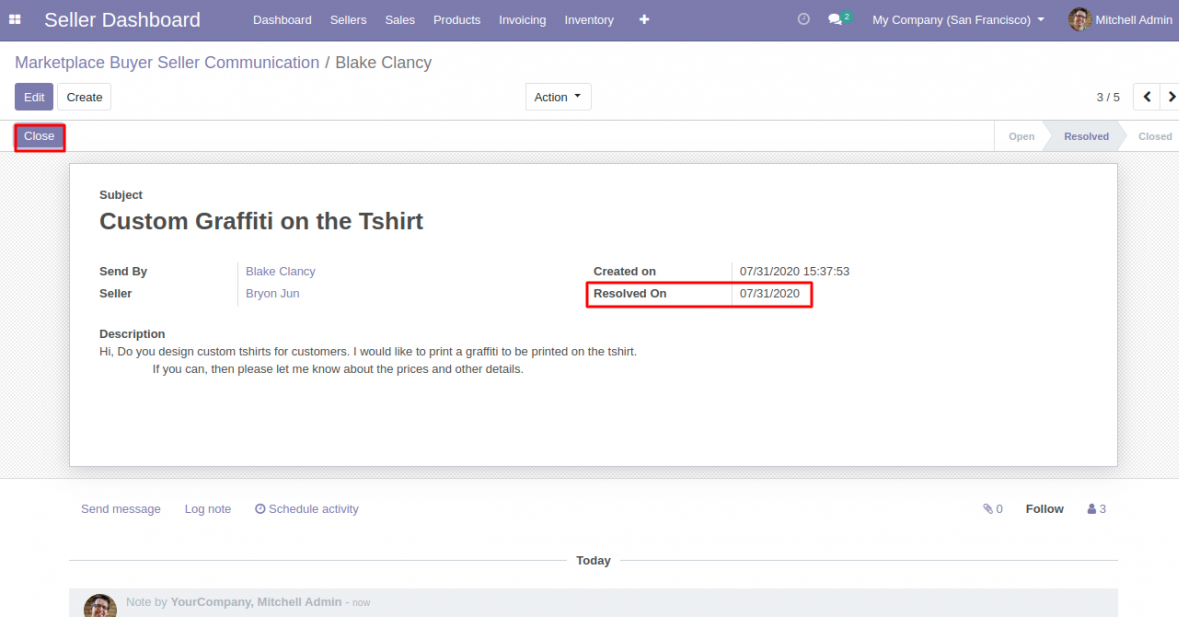 Seller Dashboard Dashboard Sellers Sales Products Invoicing Inventory 2 My Company (San Francisco) Mitchell Admin
Marketplace Buyer Seller Communication / Blake Clancy
Edit Create Action 3 / 5
Close Open Resolved Closed
Subject
Custom Graffiti on the Tshirt
Send By Blake Clancy Created on 07/31/2020 15:37:53
Seller Bryon Jun Resolved On 07/31/2020
Description
Hi, Do you design custom tshirts for customers. I would like to print a graffiti to be printed on the tshirt.
If you can, then please let me know about the prices and other details.
Send message Log note Schedule activity 0 Follow 3
Today
Note by YourCompany, Mitchell Admin - now